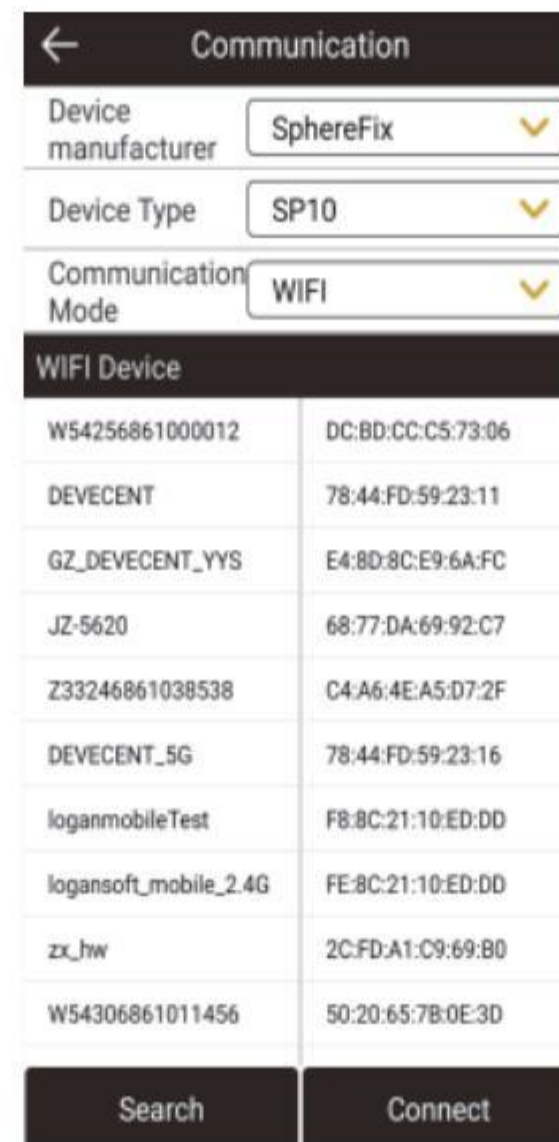 Communication
Device
manufacturer
SphereFix
Device Type
SP10
Communication
Mode
WIFI
WIFI Device
W54256861000012 DC:BD:CC:C5:73:06
DEVECENT 78:44:FD:59:23:11
GZ_DEVECENT_YYS E4:8D:8C:E9:6A:FC
JZ-5620 68:77:DA:69:92:C7
Z33246861038538 C4:A6:4E:A5:D7:2F
DEVECENT_5G 78:44:FD:59:23:16
loganmobileTest F8:8C:21:10:ED:DD
logansoft_mobile_2.4G FE:8C:21:10:ED:DD
zx_hw 2C:FD:A1:C9:69:B0
W54306861011456 50:20:65:7B:0E:3D
Search Connect